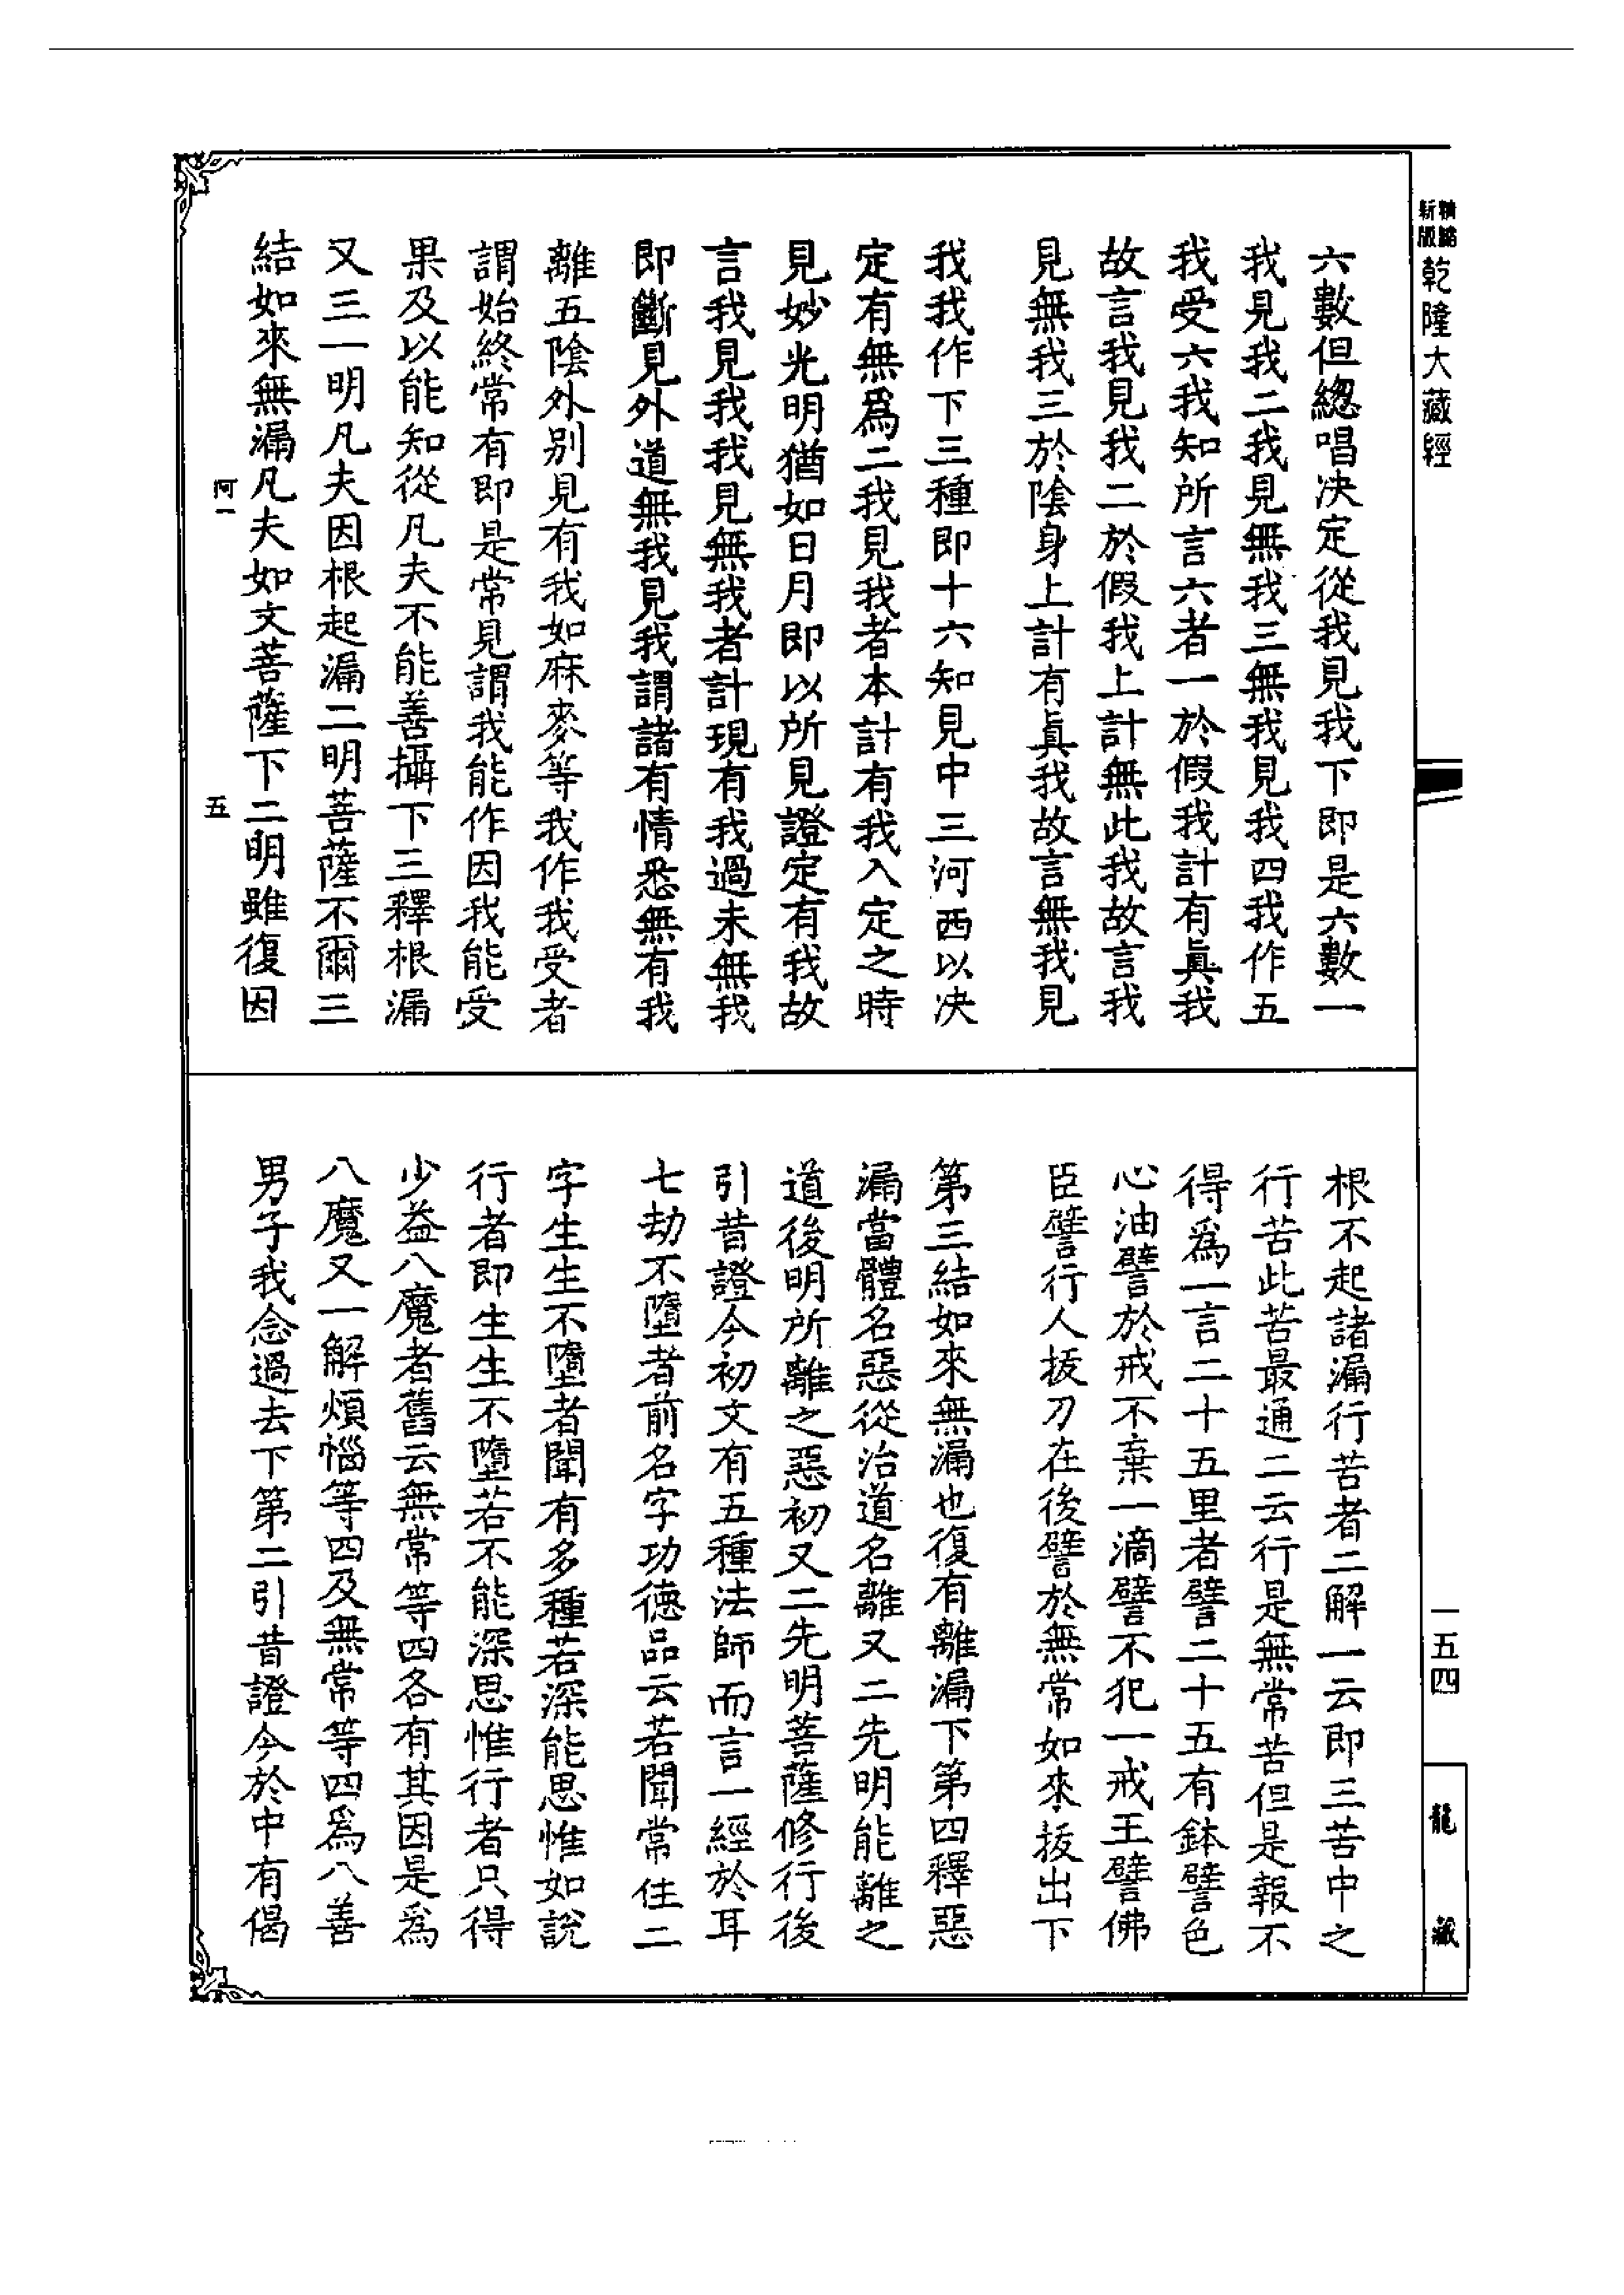 精縮
新版
乾隆大藏經
六數但緫唱決定從我見我下即是六數一
我見我二我見無我三無我見我四我作五
我受六我知所言六者一於假我計有眞我
故言我見我二於假我上計無此我故言我
見無我三於陰身上計有眞我故言無我見
我我作下三種即十六知見中三河西以決
定有無爲二我見我者本計有我入定之時
見妙光明猶如日月即以所見證定有我故
言我見我我見無我者計現有我過未無我
即斷見外道無我見我謂諸有情悉無有我
離五陰外別見有我如麻麥等我作我受者
謂始終常有即是常見謂我能作因我能受
果及以能知從凡夫不能善攝下三釋根漏
又三一明凡夫因根起漏二明菩薩不爾三
結如來無漏凡夫如文菩薩下二明雖復因
阿一
五
根不起諸漏行苦者二解一云即三苦中之
行苦此苦最通二云行是無常苦但是報不
得爲一言二十五里者譬二十五有鉢譬色
心油譬於戒不棄一滴譬不犯一戒王譬佛
臣譬行人拔刀在後譬於無常如來拔出下
第三結如來無漏也復有離漏下第四釋惡
漏當體名惡從治道名離又二先明能離之
道後明所離之惡初又二先明菩薩修行後
引昔證今初文有五種法師而言一經於耳
七劫不墮者前名字功德品云若聞常住二
字生生不墮者聞有多種若深能思惟如說
行者即生生不墮若不能深思惟行者只得
少益八魔者舊云無常等四各有其因是爲
八魔又一解煩惱等四及無常等四爲八善
男子我念過去下第二引昔證今於中有偈
一五四
龍藏